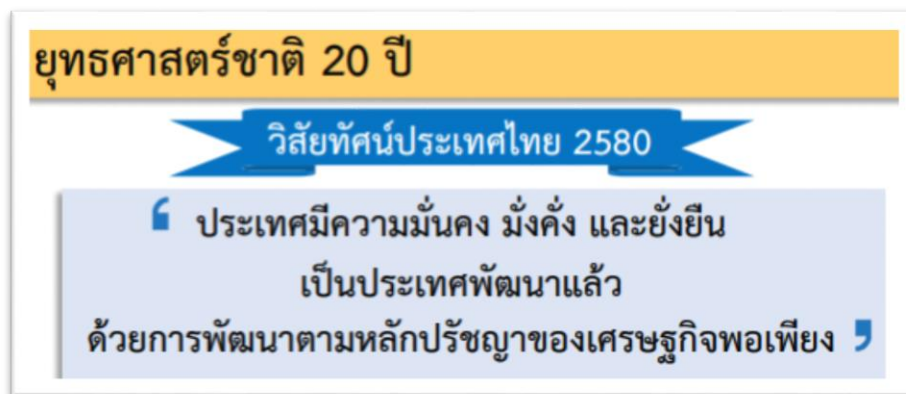 ยุทธศาสตร์ชาติ 20 ปี
วิสัยทัศน์ประเทศไทย 2580
‘ ประเทศมีความมั่นคง มั่งคั่ง และยั่งยืน
เป็นประเทศพัฒนาแล้ว
ด้วยการพัฒนาตามหลักปรัชญาของเศรษฐกิจพอเพียง ’